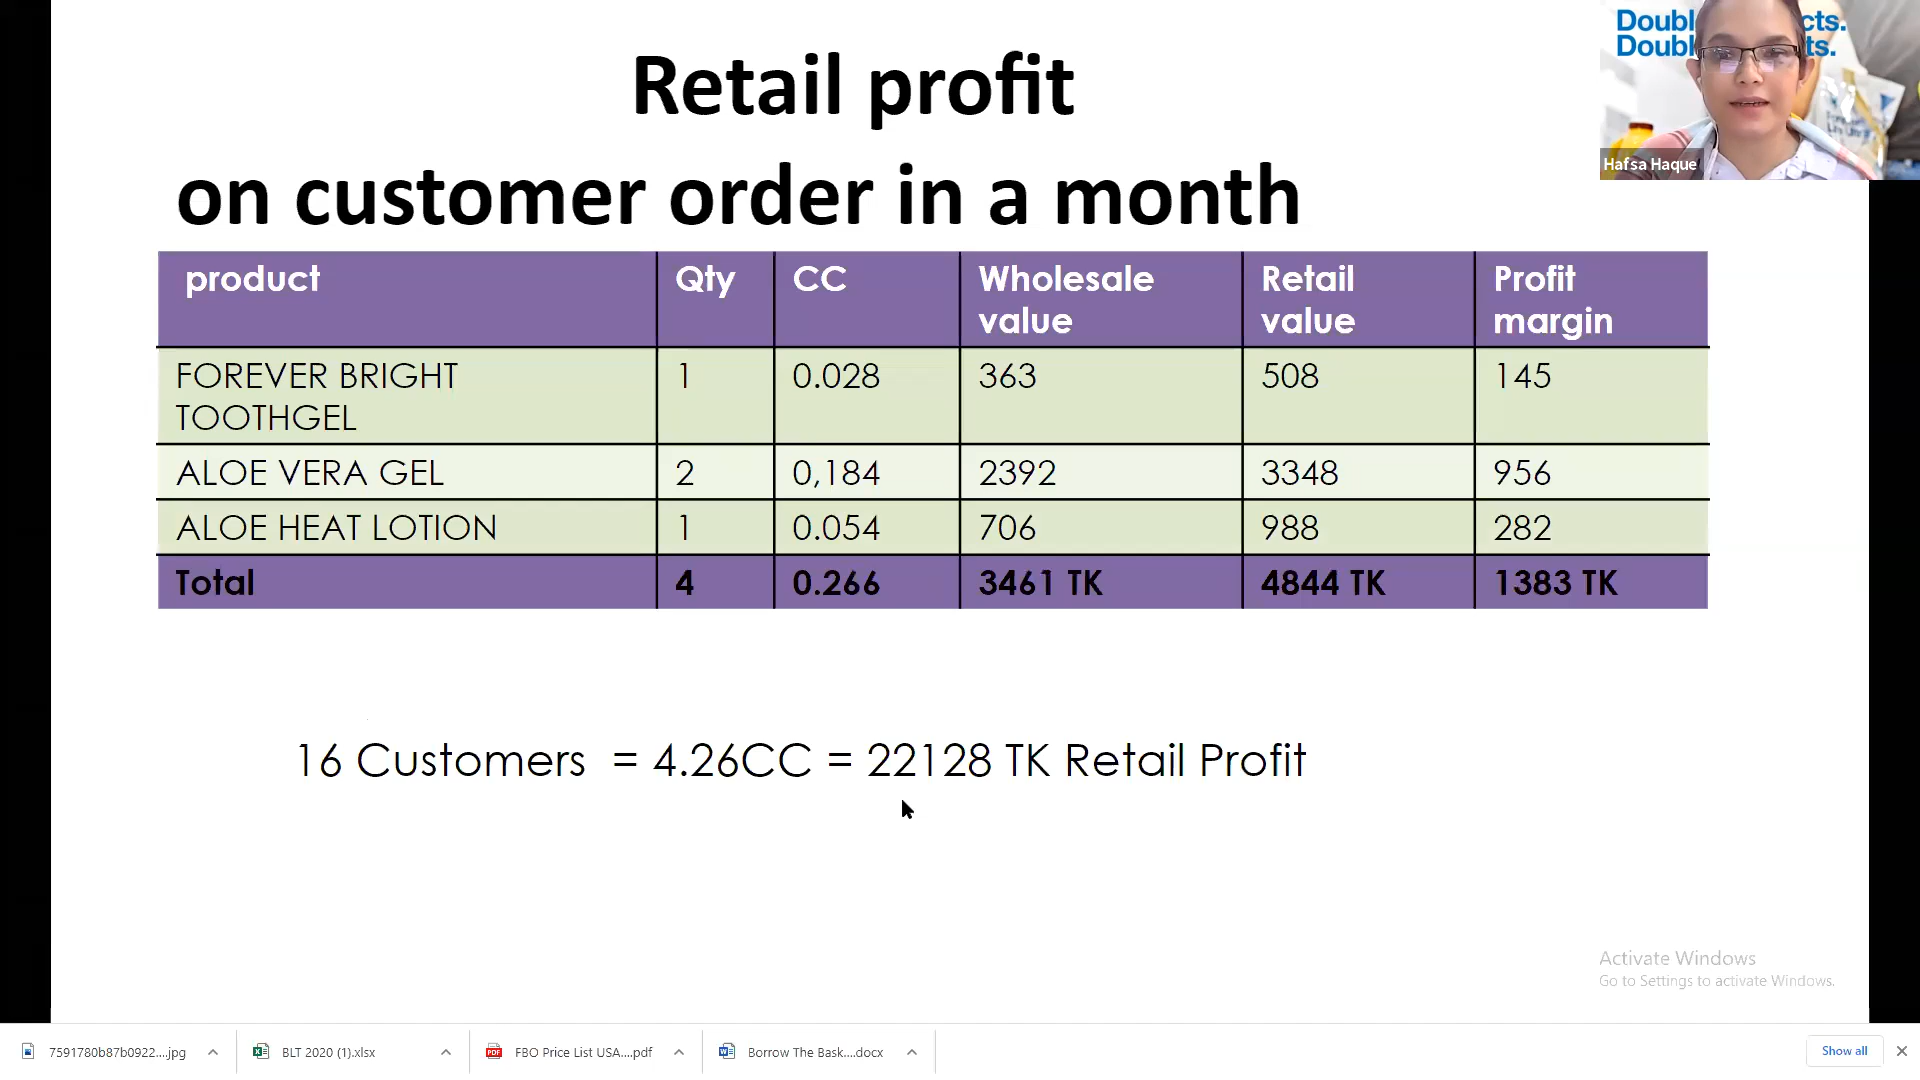 Retail profit
on customer order in a month
product Qty CC Wholesale value Retail value Profit margin
FOREVER BRIGHT TOOTHGEL 1 0.028 363 508 145
ALOE VERA GEL 2 0,184 2392 3348 956
ALOE HEAT LOTION 1 0.054 706 988 282
Total 4 0.266 3461 TK 4844 TK 1383 TK
16 Customers = 4.26CC = 22128 TK Retail Profit
Hafsa Haque
Activate Windows
Go to Settings to activate Windows.
7591780b87b0922....jpg
BLT 2020 (1).xlsx
FBO Price List USA....pdf
Borrow The Bask....docx
Show all